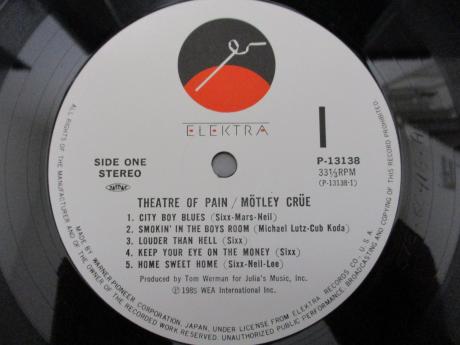 ELEKTRA
SIDE ONE
STEREO
JASRAC
I
P-13138
33⅓RPM
(P-13138-1)
THEATRE OF PAIN / MÖTLEY CRÜE
1. CITY BOY BLUES (Sixx-Mars-Neil)
2. SMOKIN' IN THE BOYS ROOM (Michael Lutz-Cub Koda)
3. LOUDER THAN HELL (Sixx)
4. KEEP YOUR EYE ON THE MONEY (Sixx)
5. HOME SWEET HOME (Sixx-Neil-Lee)
Produced by Tom Werman for Julia's Music, Inc.
Ⓟ1985 WEA International Inc.
ALL RIGHTS OF THE MANUFACTURER AND OF THE OWNER OF THE RECORDED WORK RESERVED. UNAUTHORIZED PUBLIC PERFORMANCE, BROADCASTING AND COPYING OF THIS RECORD PROHIBITED.
MADE BY WARNER-PIONEER CORPORATION, JAPAN, UNDER LICENSE FROM ELEKTRA RECORDS CO., U.S.A.